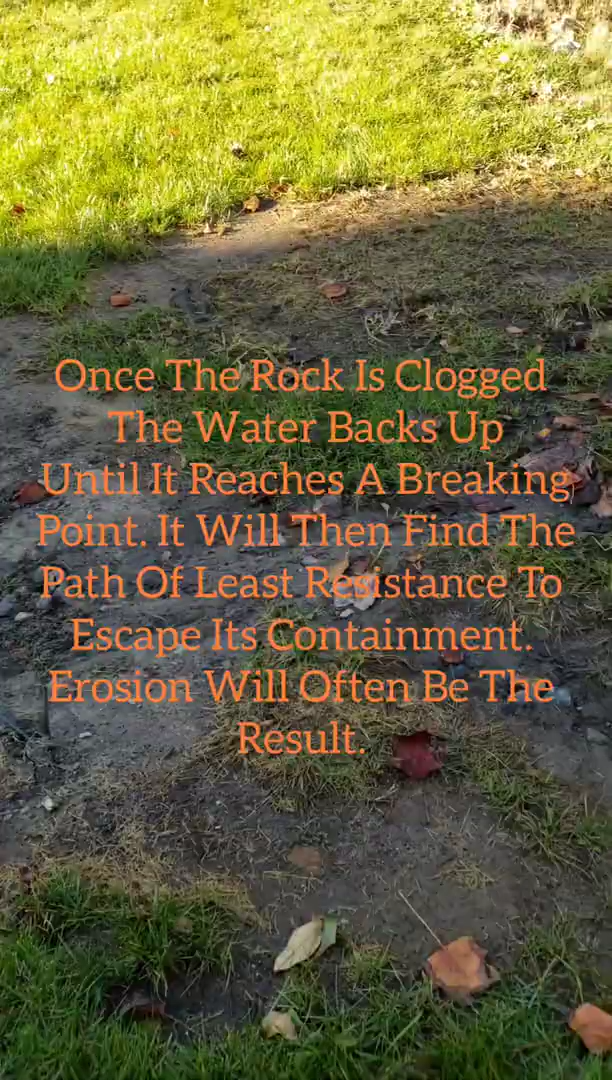 Once The Rock Is Clogged
The Water Backs Up
Until It Reaches A Breaking
Point. It Will Then Find The
Path Of Least Resistance To
Escape Its Containment.
Erosion Will Often Be The
Result.